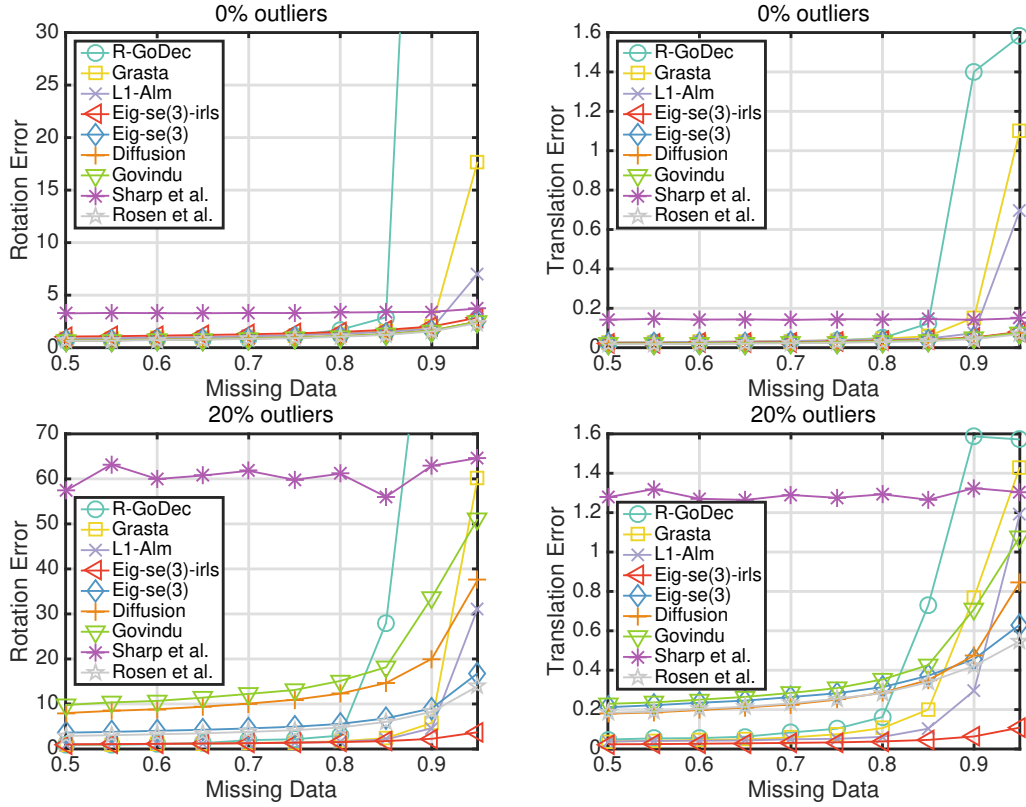 0% outliers
30
25
20
15
10
5
0
Rotation Error
R-GoDec
Grasta
L1-Alm
Eig-se(3)-irls
Eig-se(3)
Diffusion
Govindu
Sharp et al.
Rosen et al.
0.5 0.6 0.7 0.8 0.9
Missing Data
0% outliers
1.6
1.4
1.2
1
0.8
0.6
0.4
0.2
0
Translation Error
R-GoDec
Grasta
L1-Alm
Eig-se(3)-irls
Eig-se(3)
Diffusion
Govindu
Sharp et al.
Rosen et al.
0.5 0.6 0.7 0.8 0.9
Missing Data
20% outliers
70
60
50
40
30
20
10
0
Rotation Error
R-GoDec
Grasta
L1-Alm
Eig-se(3)-irls
Eig-se(3)
Diffusion
Govindu
Sharp et al.
Rosen et al.
0.5 0.6 0.7 0.8 0.9
Missing Data
20% outliers
1.6
1.4
1.2
1
0.8
0.6
0.4
0.2
0
Translation Error
R-GoDec
Grasta
L1-Alm
Eig-se(3)-irls
Eig-se(3)
Diffusion
Govindu
Sharp et al.
Rosen et al.
0.5 0.6 0.7 0.8 0.9
Missing Data